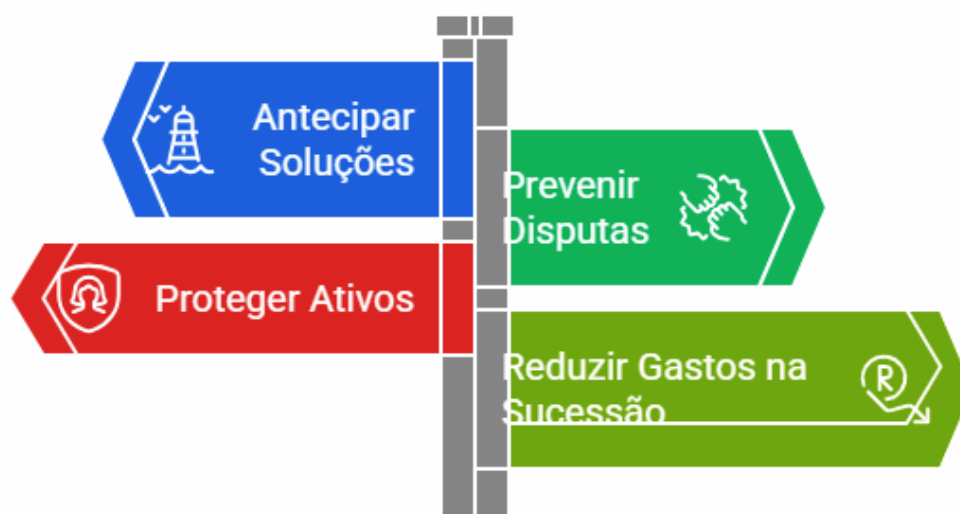 Antecipar
Soluções
Prevenir
Disputas
Proteger Ativos
Reduzir Gastos na
Sucessão